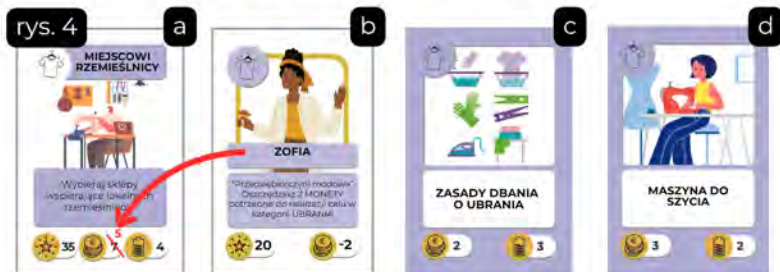 rys. 4
a
b
c
d
MIEJSCOWI
RZEMIEŚLNICY
Wybieraj sklepy
wspierające lokalnych
rzemieślników
35
7
5
4
ZOFIA
"Przedsiębiorczyni modowa"
Oszczędzasz 2 MONETY
potrzebne do realizacji celu w
kategorii UBRANIA!
20
-2
ZASADY DBANIA
O UBRANIA
2
3
MASZYNA DO
SZYCIA
3
2